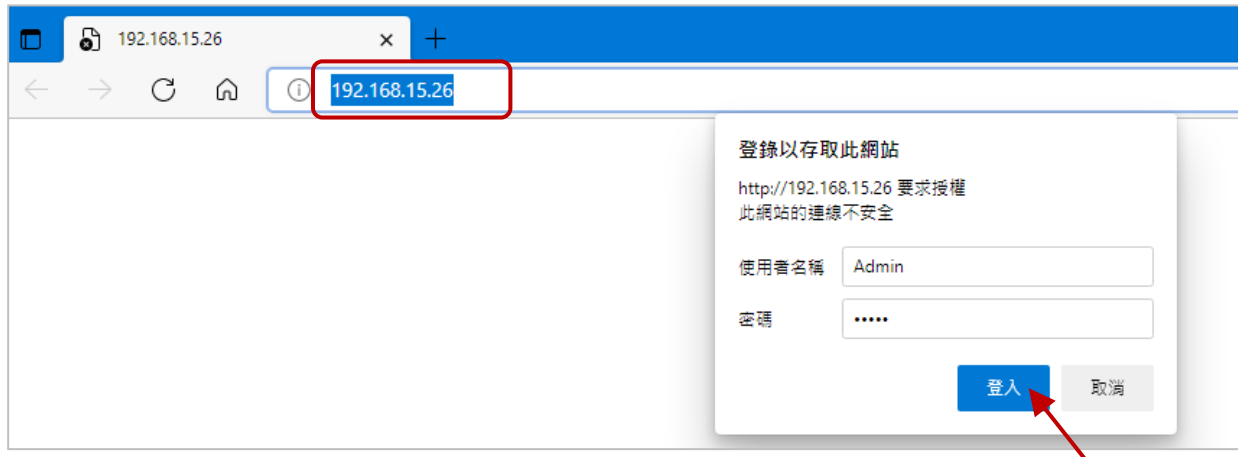 192.168.15.26
192.168.15.26
登錄以存取此網站
http://192.168.15.26 要求授權
此網站的連線不安全
使用者名稱 Admin
密碼 •••••
登入 取消